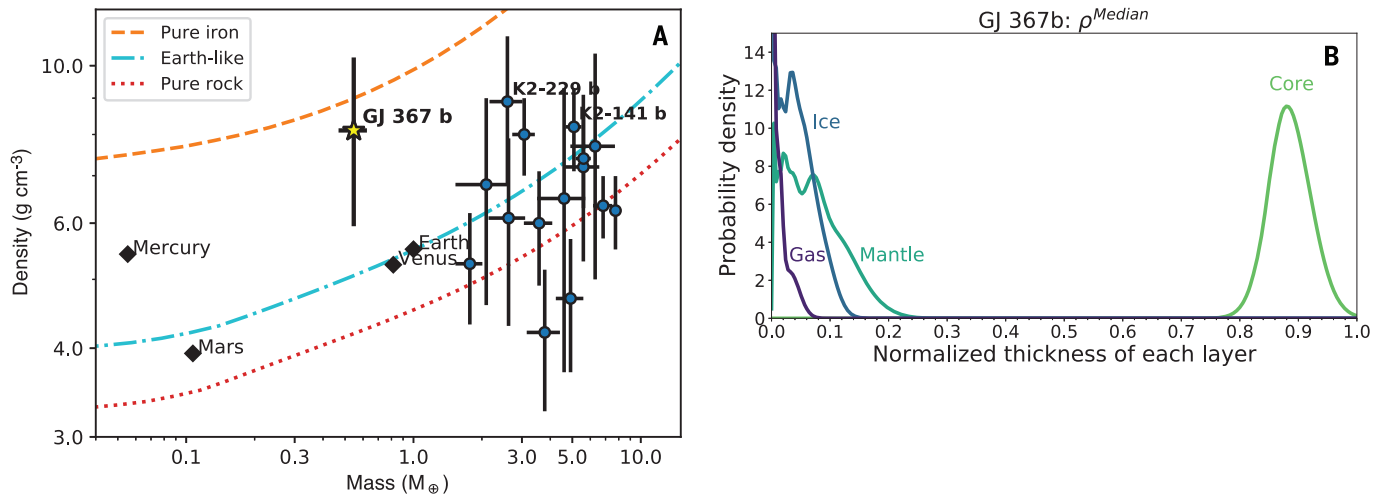 A
Pure iron
Earth-like
Pure rock
K2-229 b
K2-141 b
GJ 367 b
Mercury
Earth
Venus
Mars
10.0
6.0
4.0
3.0
Density (g cm⁻³)
0.1 0.3 1.0 3.0 5.0 10.0
Mass (M⊕)
GJ 367b: ρ^Median
B
Core
Ice
Gas
Mantle
14
12
10
8
6
4
2
0
Probability density
0.0 0.1 0.2 0.3 0.4 0.5 0.6 0.7 0.8 0.9 1.0
Normalized thickness of each layer